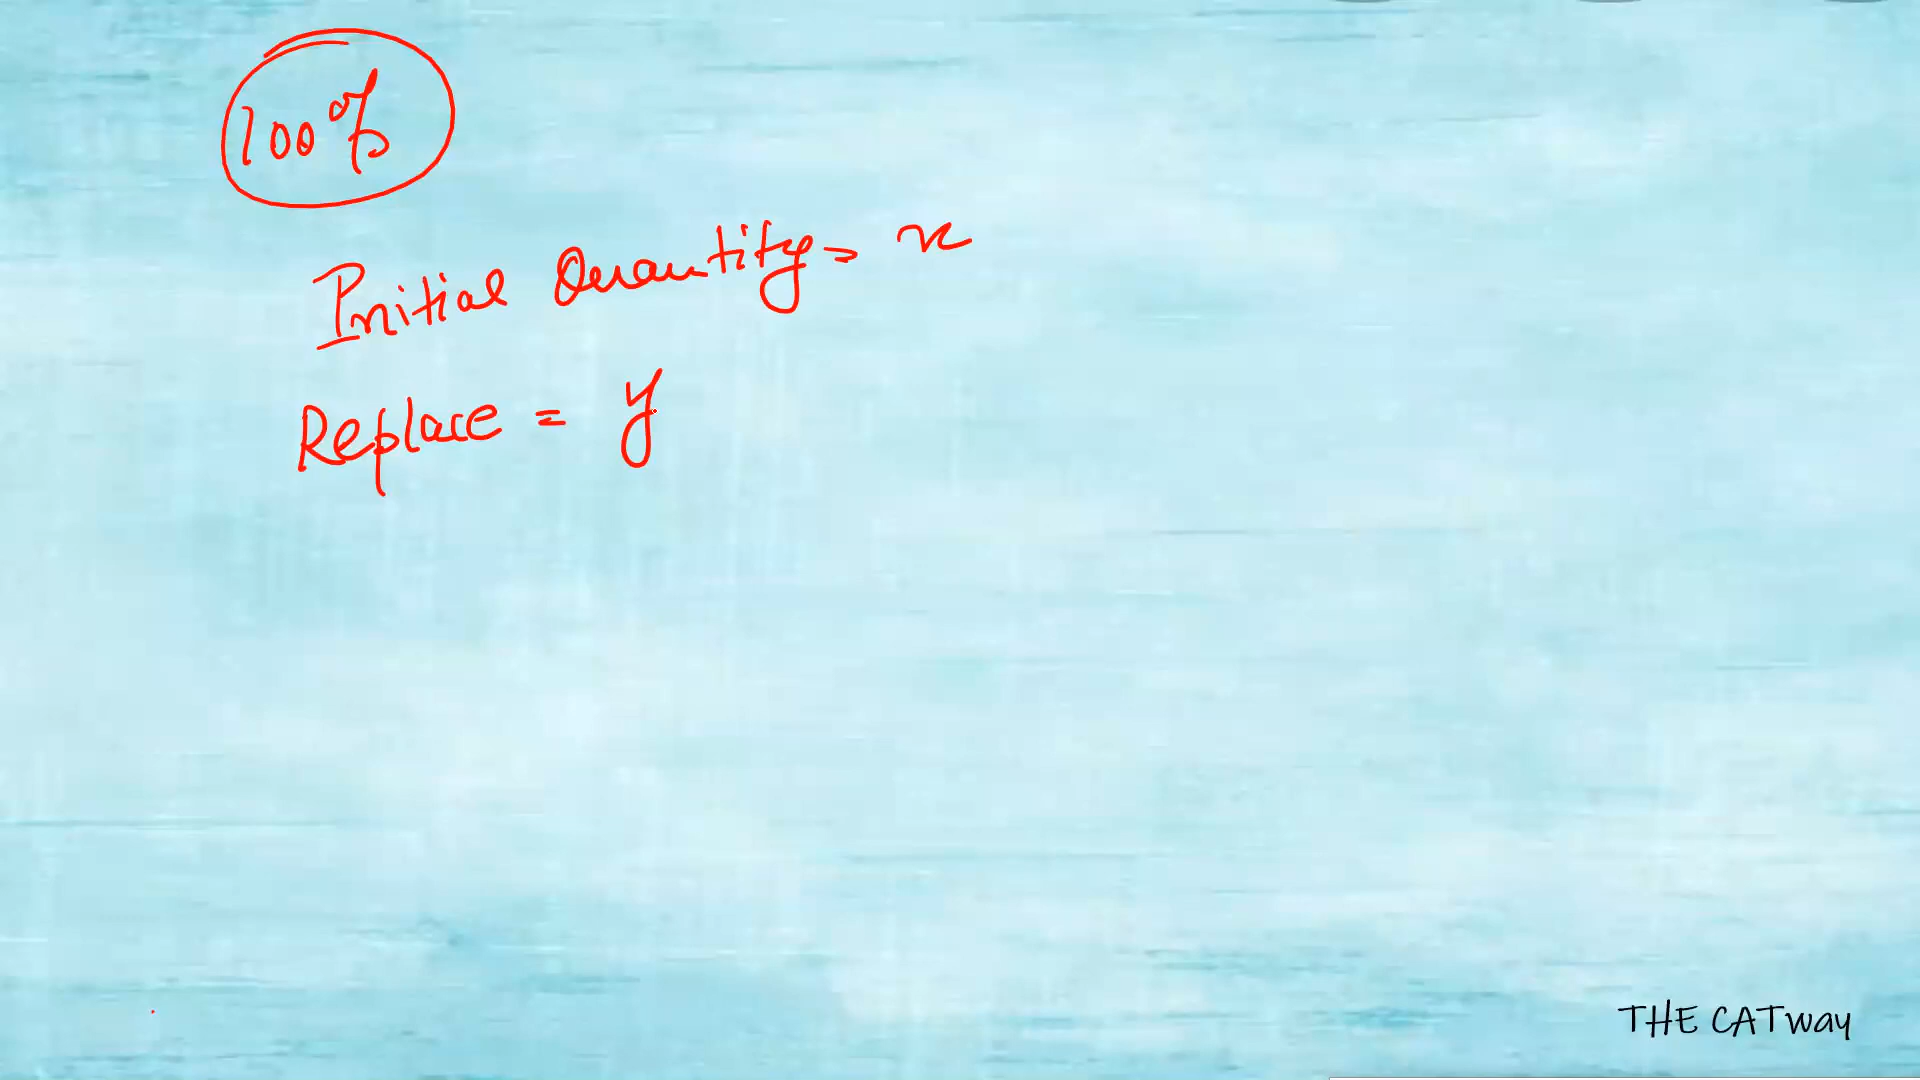 100%
Initial Quantity = x
Replace = y
THE CATway